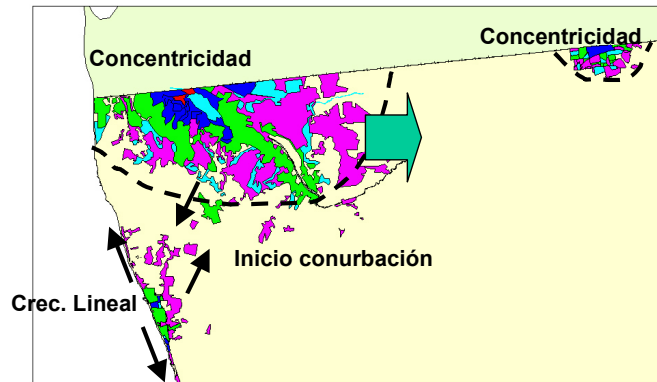 Concentricidad
Concentricidad
Inicio conurbación
Crec. Lineal